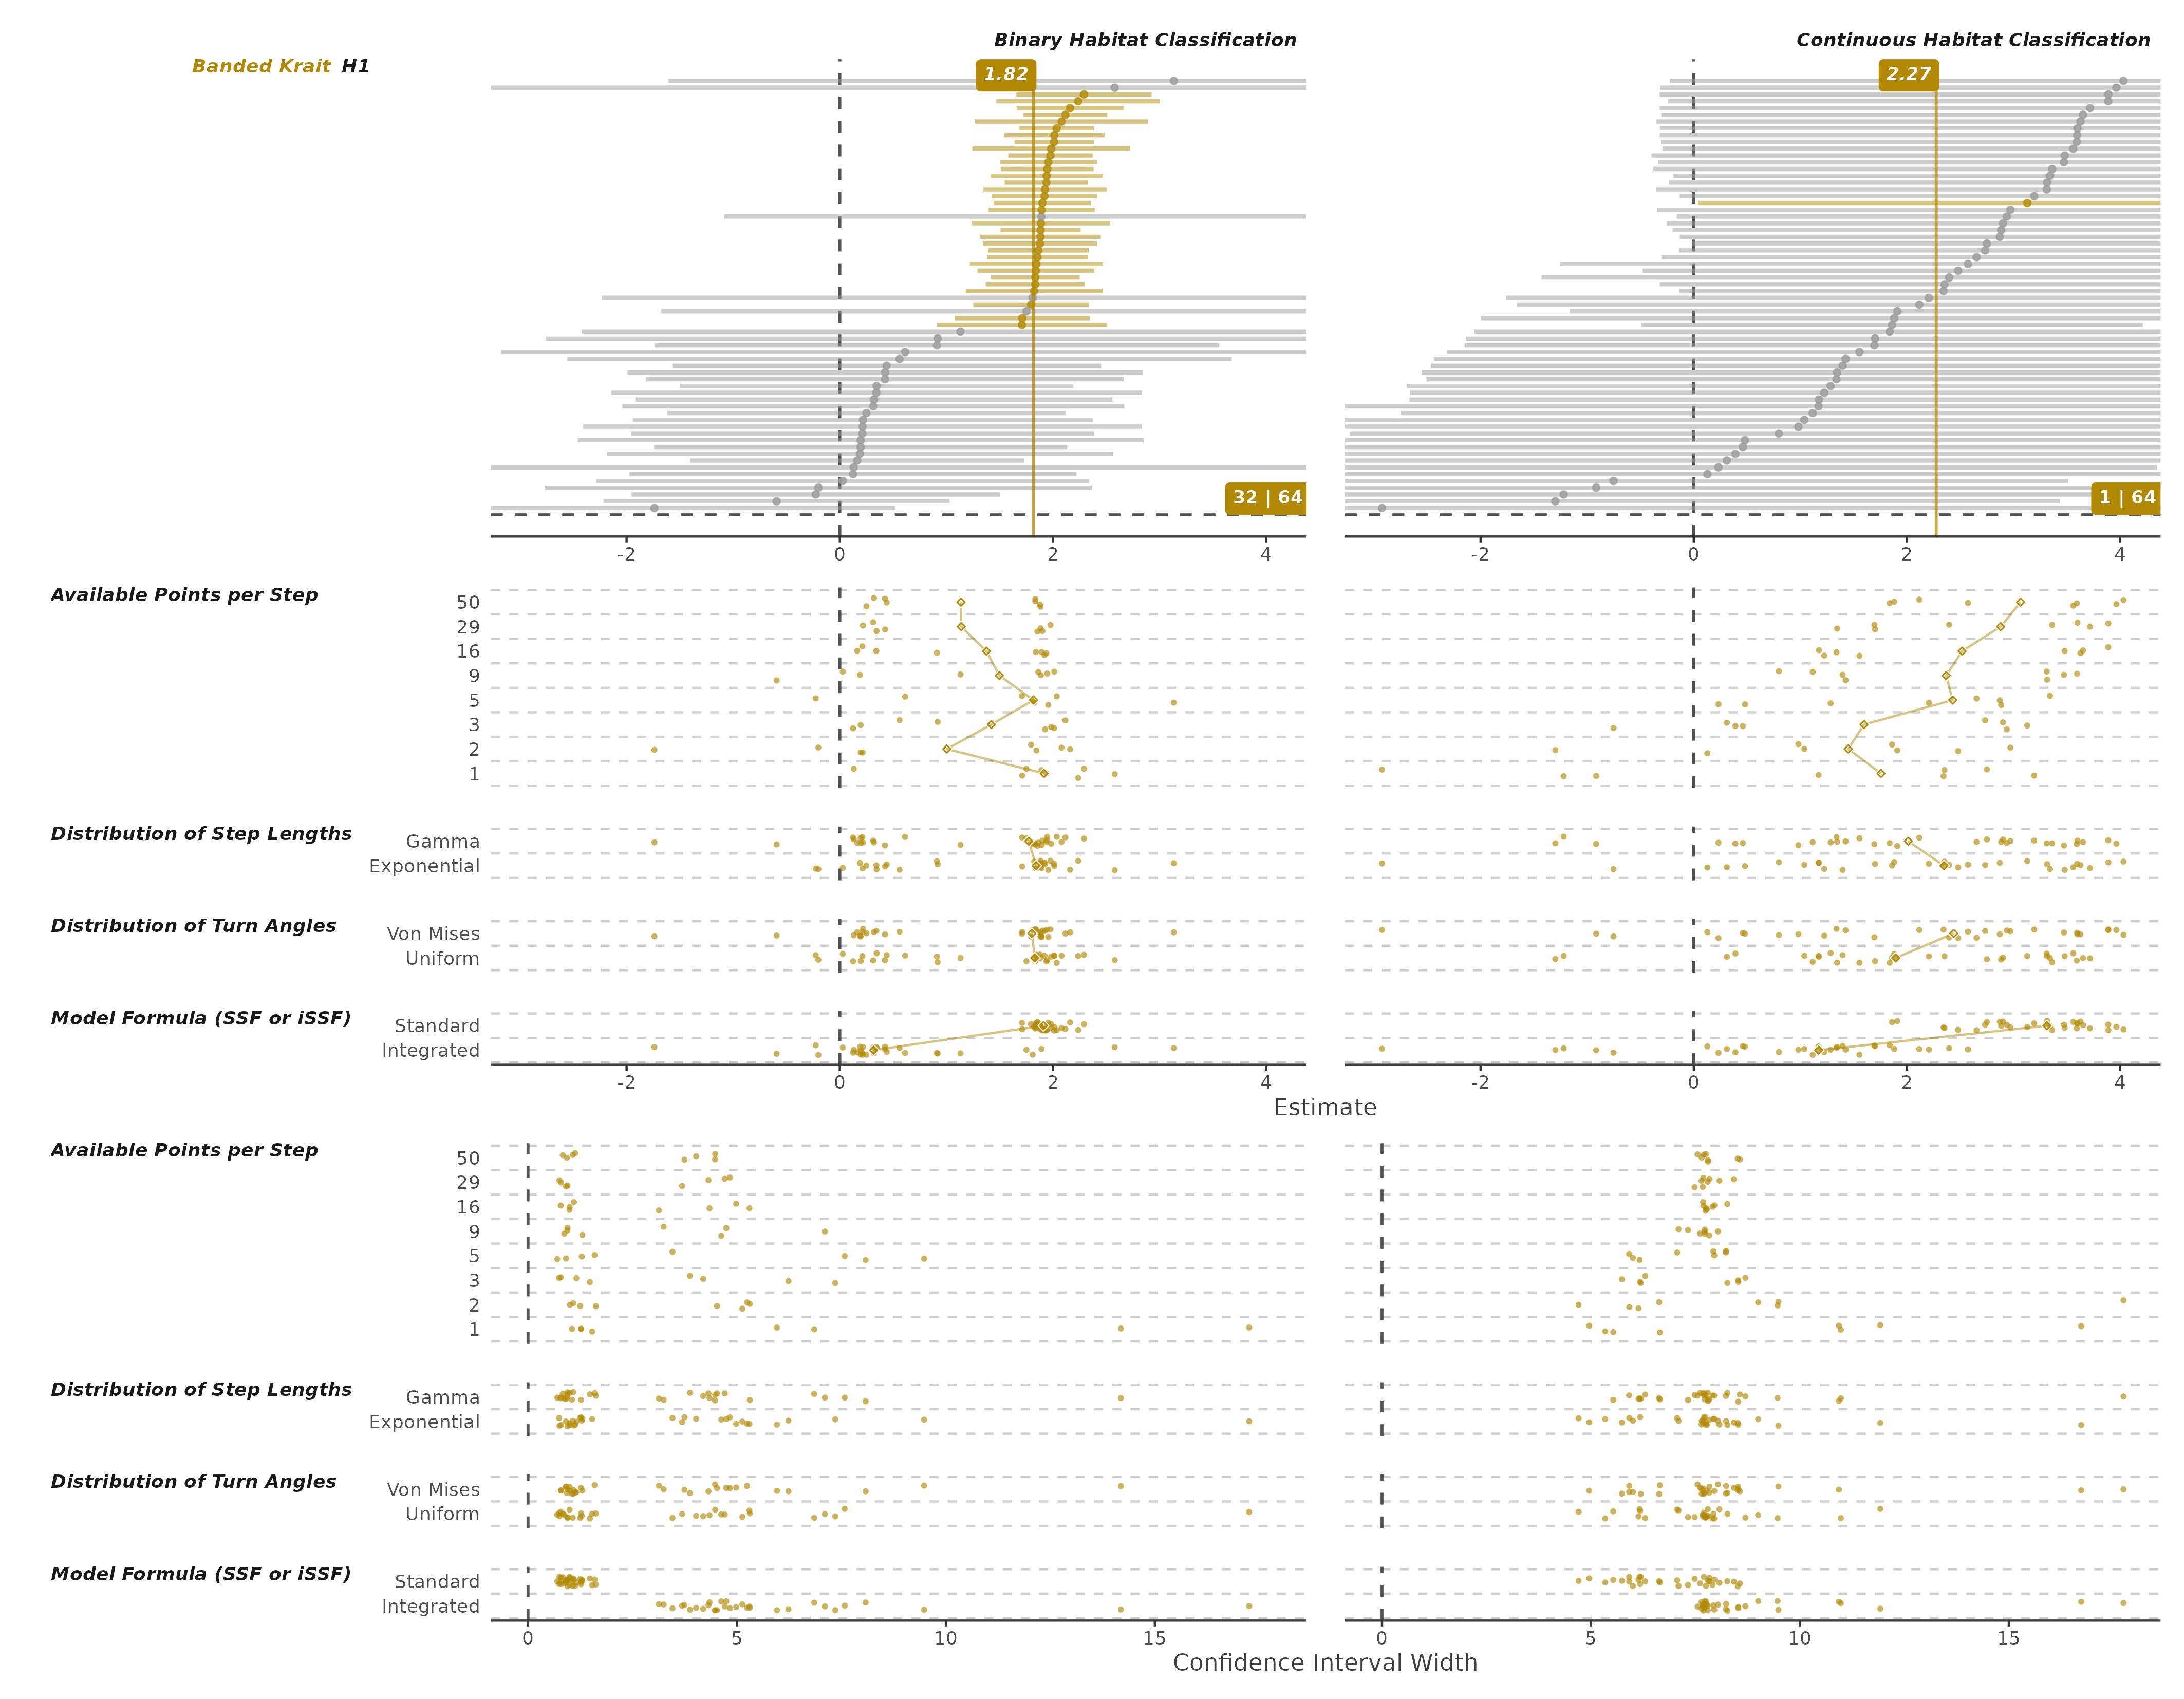 Binary Habitat Classification
Continuous Habitat Classification
Banded Krait H1
1.82
2.27
32 | 64
1 | 64
-2 0 2 4
-2 0 2 4
Available Points per Step
50
29
16
9
5
3
2
1
Distribution of Step Lengths
Gamma
Exponential
Distribution of Turn Angles
Von Mises
Uniform
Model Formula (SSF or iSSF)
Standard
Integrated
-2 0 2 4
-2 0 2 4
Estimate
Available Points per Step
50
29
16
9
5
3
2
1
Distribution of Step Lengths
Gamma
Exponential
Distribution of Turn Angles
Von Mises
Uniform
Model Formula (SSF or iSSF)
Standard
Integrated
0 5 10 15
0 5 10 15
Confidence Interval Width